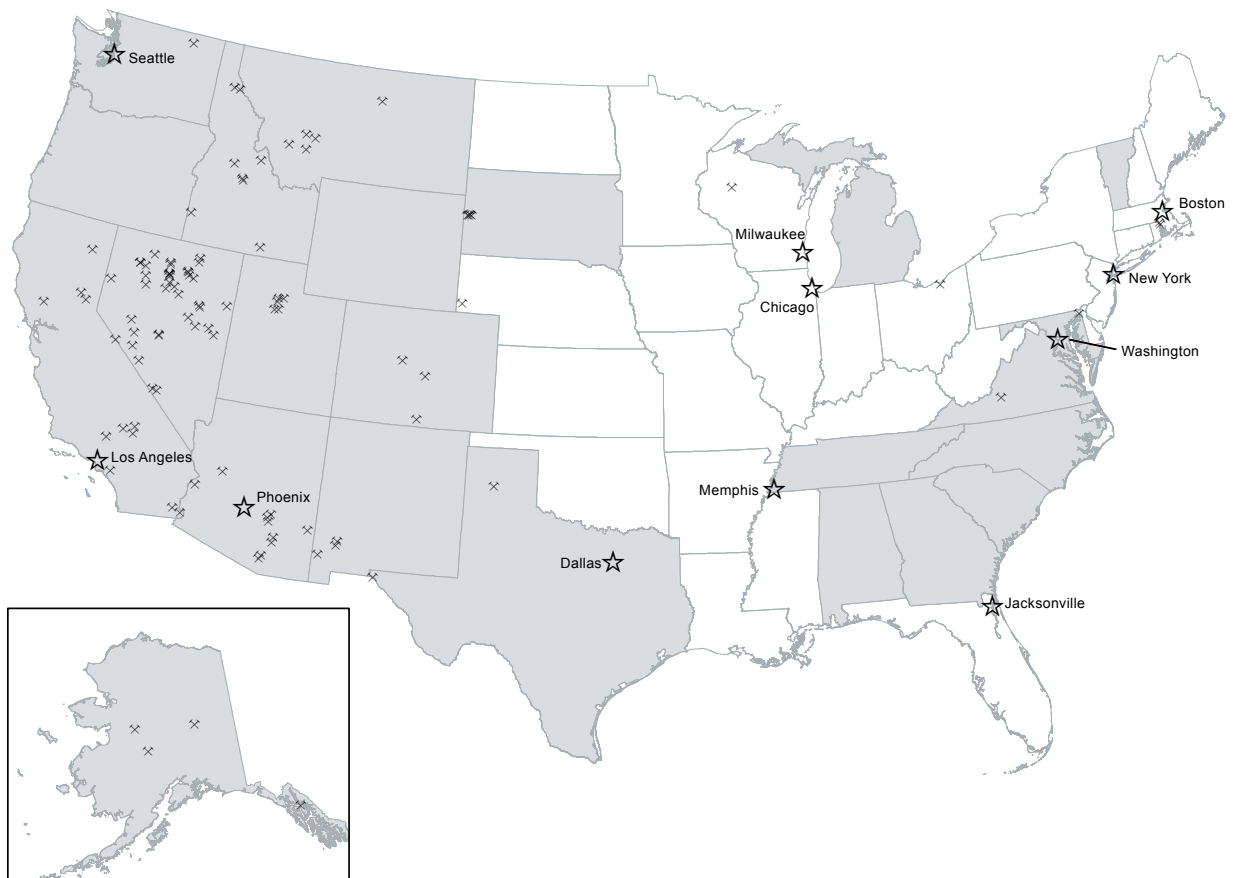 Seattle
Boston
Milwaukee
New York
Chicago
Washington
Los Angeles
Memphis
Phoenix
Dallas
Jacksonville